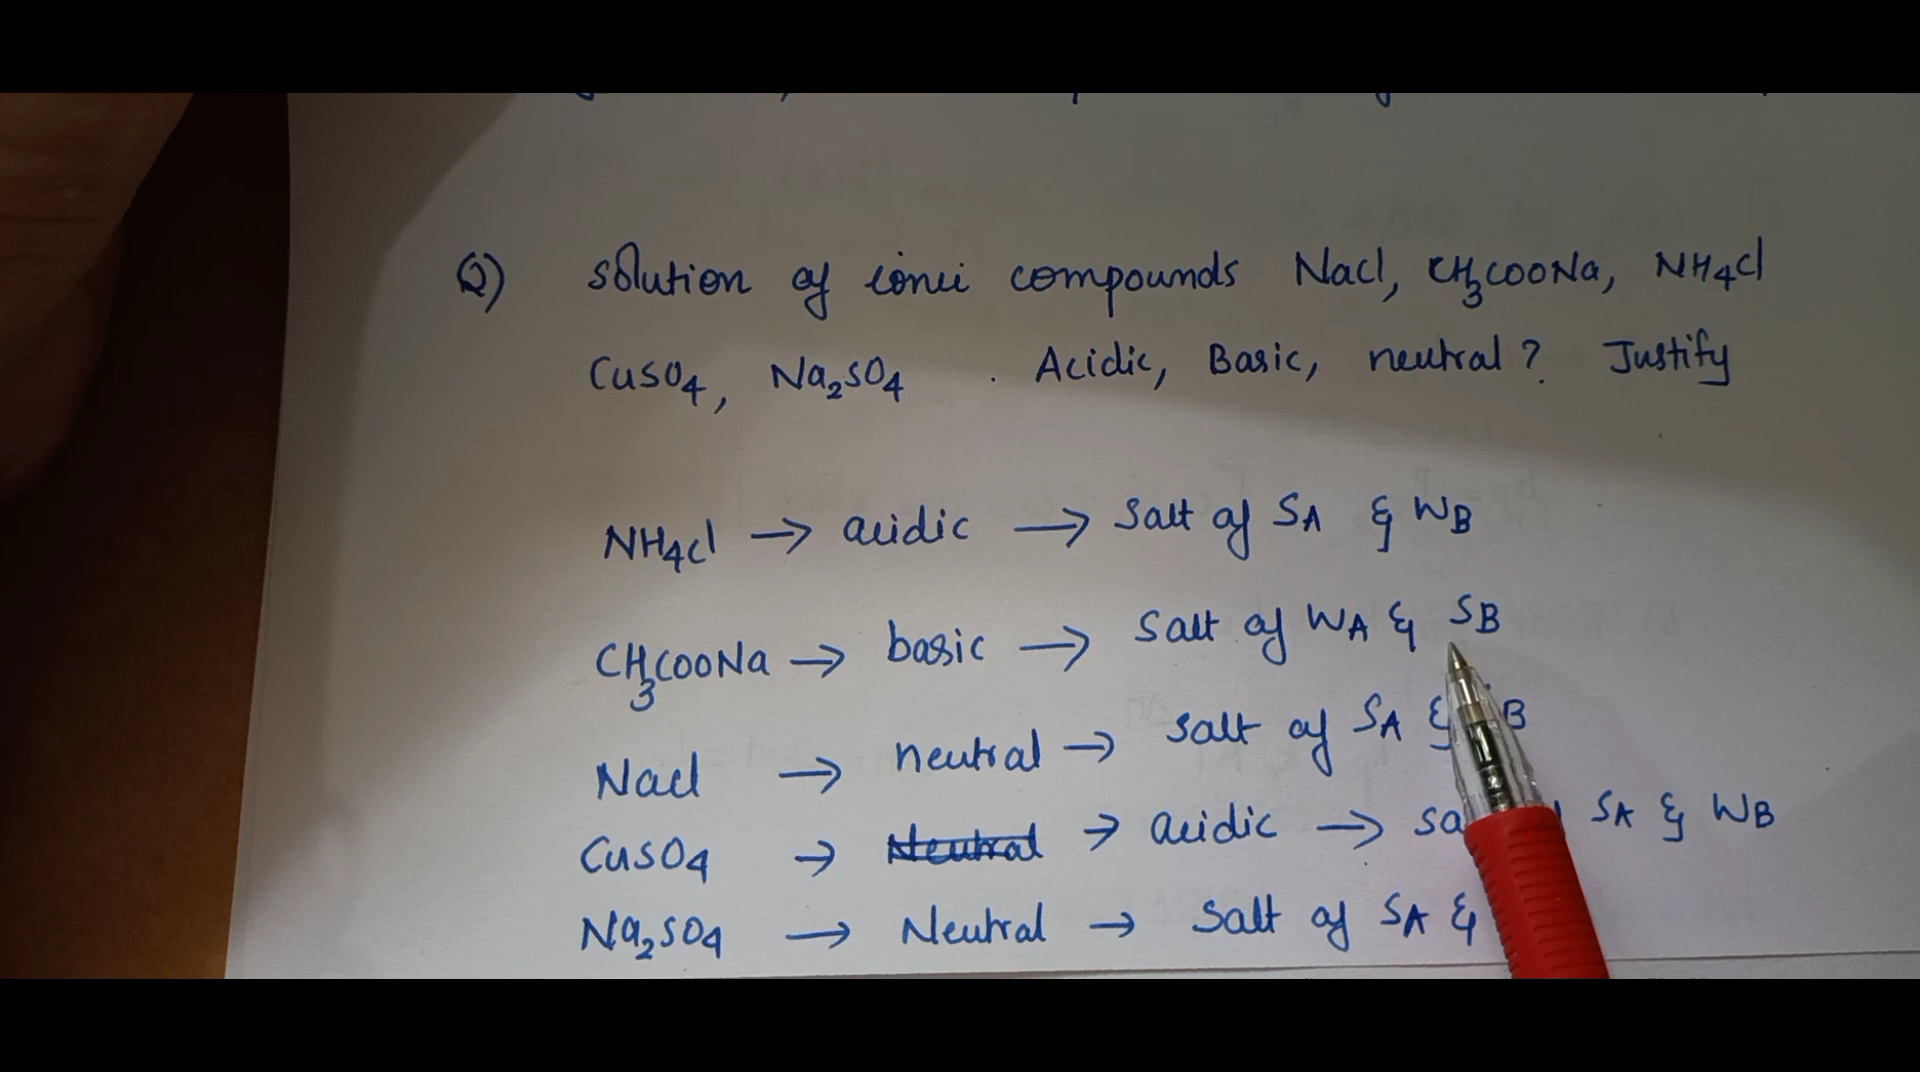 Q) Solution of ionic compounds NaCl, CH3COONa, NH4Cl
CuSO4, Na2SO4 . Acidic, Basic, neutral? Justify
NH4Cl → acidic → Salt of SA & WB
CH3COONa → basic → Salt of WA & SB
NaCl → neutral → Salt of SA & B
CuSO4 → Neutral → acidic → SA & WB
Na2SO4 → Neutral → Salt of SA &